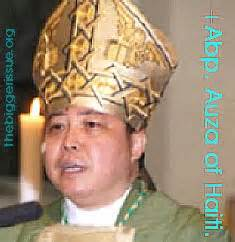 thebiggerissue.org
+Abp. Auza of Haiti.